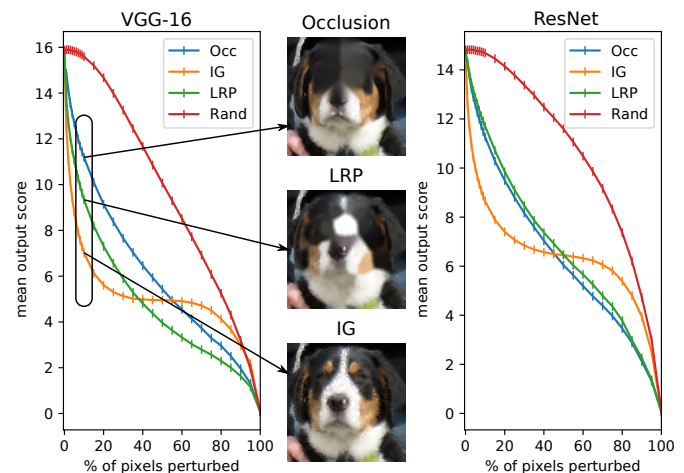 VGG-16
mean output score
16
14
12
10
8
6
4
2
0
Occ
IG
LRP
Rand
0 20 40 60 80 100
% of pixels perturbed
Occlusion
LRP
IG
ResNet
mean output score
14
12
10
8
6
4
2
0
Occ
IG
LRP
Rand
0 20 40 60 80 100
% of pixels perturbed